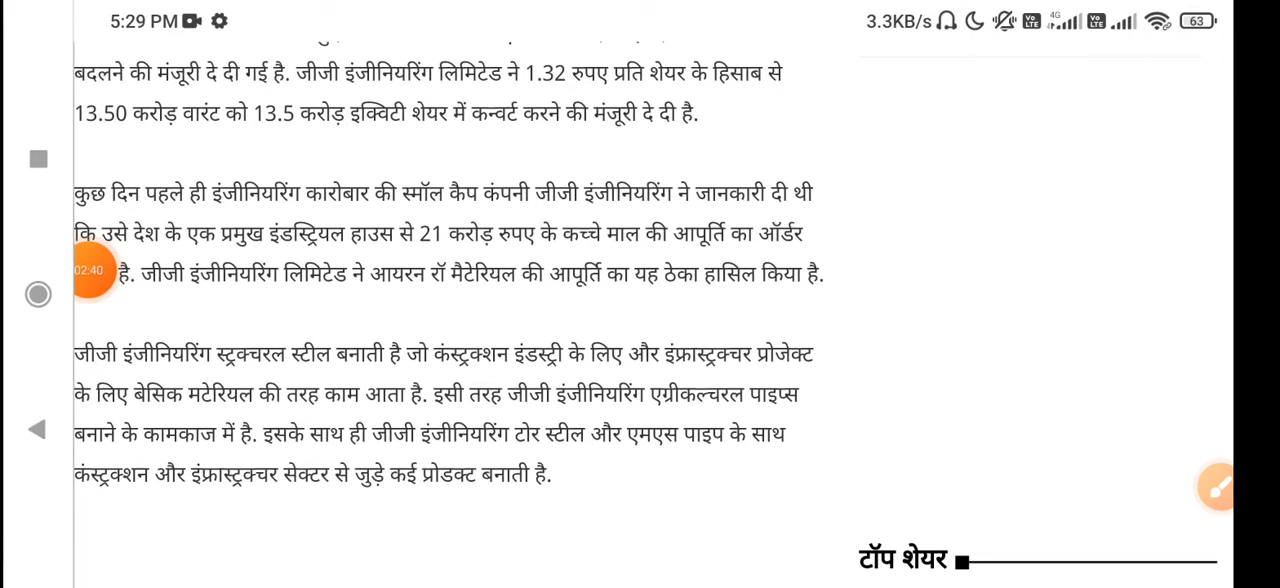 5:29 PM
3.3KB/s
4G
63
बदलने की मंजूरी दे दी गई है. जीजी इंजीनियरिंग लिमिटेड ने 1.32 रुपए प्रति शेयर के हिसाब से
13.50 करोड़ वारंट को 13.5 करोड़ इक्विटी शेयर में कन्वर्ट करने की मंजूरी दे दी है.
कुछ दिन पहले ही इंजीनियरिंग कारोबार की स्मॉल कैप कंपनी जीजी इंजीनियरिंग ने जानकारी दी थी
कि उसे देश के एक प्रमुख इंडस्ट्रियल हाउस से 21 करोड़ रुपए के कच्चे माल की आपूर्ति का ऑर्डर
02:40
है. जीजी इंजीनियरिंग लिमिटेड ने आयरन रॉ मैटेरियल की आपूर्ति का यह ठेका हासिल किया है.
जीजी इंजीनियरिंग स्ट्रक्चरल स्टील बनाती है जो कंस्ट्रक्शन इंडस्ट्री के लिए और इंफ्रास्ट्रक्चर प्रोजेक्ट
के लिए बेसिक मटेरियल की तरह काम आता है. इसी तरह जीजी इंजीनियरिंग एग्रीकल्चरल पाइप्स
बनाने के कामकाज में है. इसके साथ ही जीजी इंजीनियरिंग टोर स्टील और एमएस पाइप के साथ
कंस्ट्रक्शन और इंफ्रास्ट्रक्चर सेक्टर से जुड़े कई प्रोडक्ट बनाती है.
टॉप शेयर